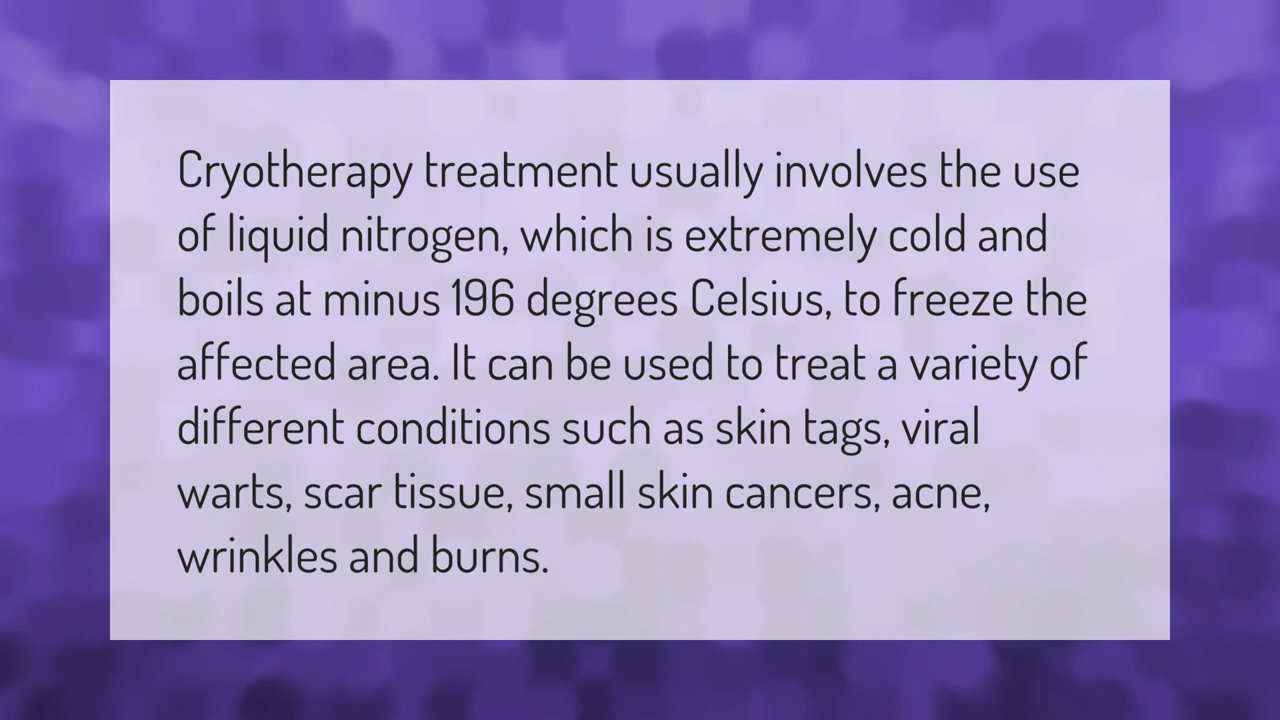 Cryotherapy treatment usually involves the use
of liquid nitrogen, which is extremely cold and
boils at minus 196 degrees Celsius, to freeze the
affected area. It can be used to treat a variety of
different conditions such as skin tags, viral
warts, scar tissue, small skin cancers, acne,
wrinkles and burns.